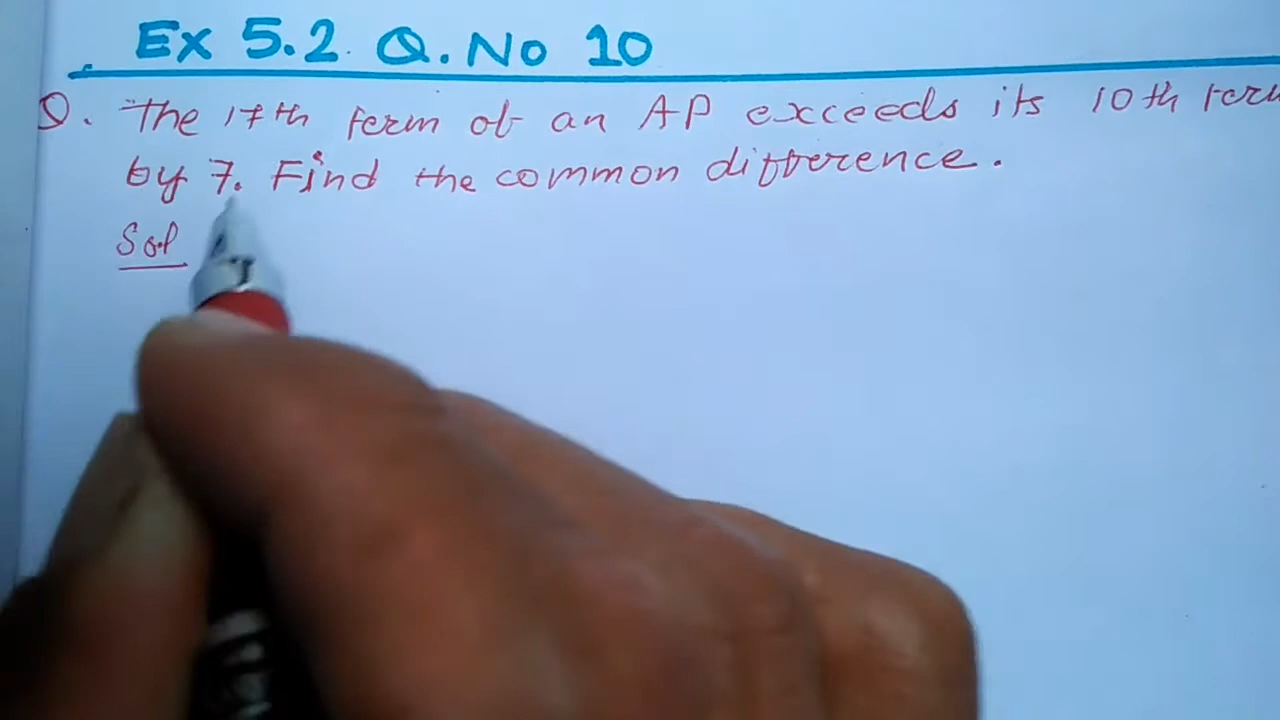 Ex 5.2. Q. No 10
Q. The 17th term of an AP exceeds its 10th term
by 7. Find the common difference.
Sol